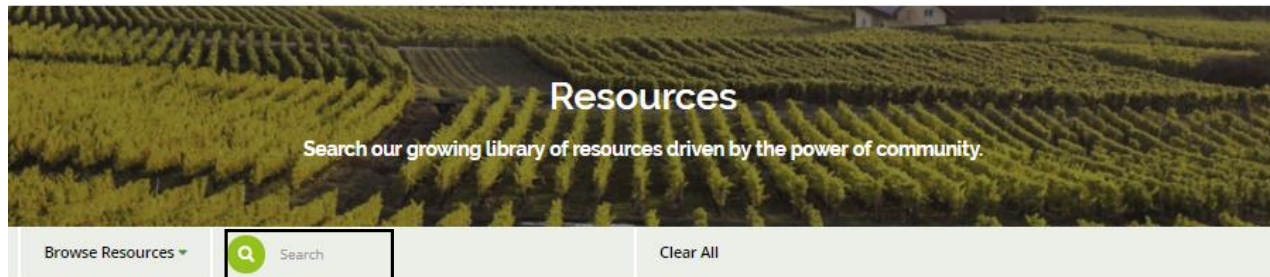 Resources
Search our growing library of resources driven by the power of community.
Browse Resources Search Clear All